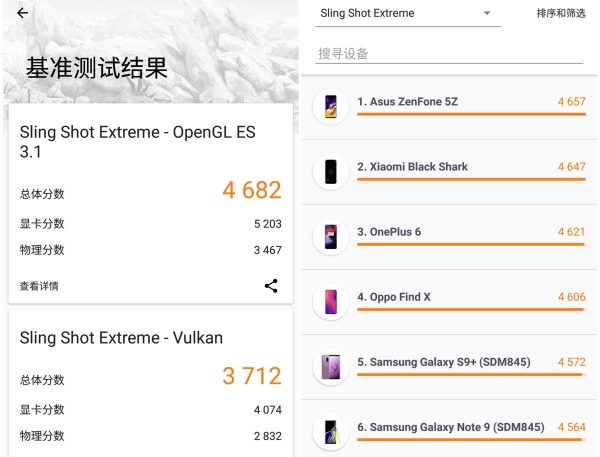 基准测试结果
Sling Shot Extreme - OpenGL ES
3.1
总体分数 4 682
显卡分数 5 203
物理分数 3 467
查看详情
Sling Shot Extreme - Vulkan
总体分数 3 712
显卡分数 4 074
物理分数 2 832
Sling Shot Extreme 排序和筛选
搜寻设备
1. Asus ZenFone 5Z 4 657
2. Xiaomi Black Shark 4 647
3. OnePlus 6 4 621
4. Oppo Find X 4 606
5. Samsung Galaxy S9+ (SDM845) 4 572
6. Samsung Galaxy Note 9 (SDM845) 4 564